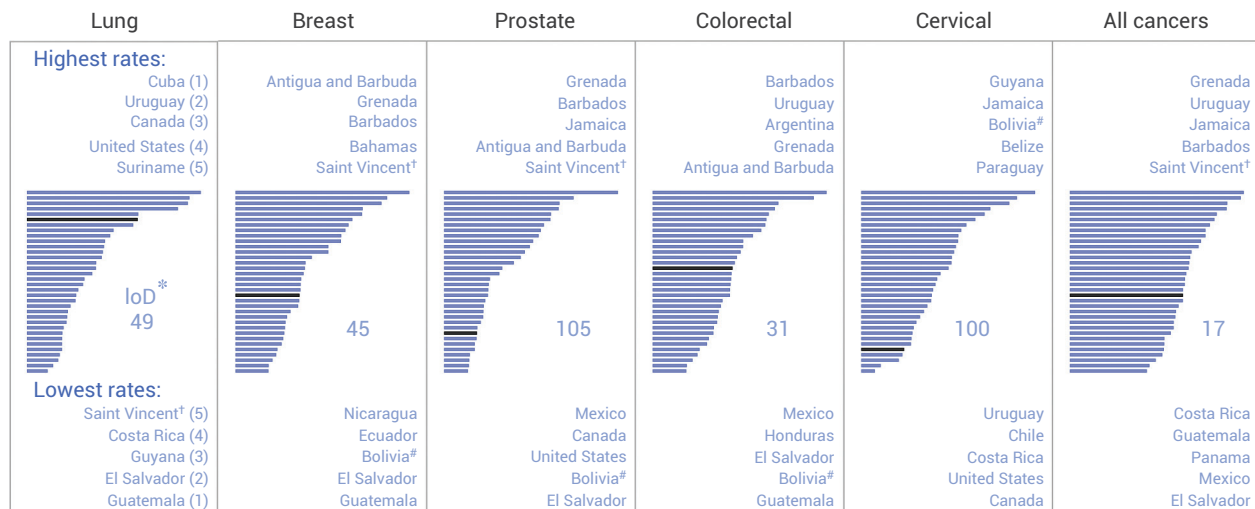 Lung Breast Prostate Colorectal Cervical All cancers
Highest rates:
Cuba (1) Antigua and Barbuda Grenada Barbados Guyana Grenada
Uruguay (2) Grenada Barbados Uruguay Jamaica Uruguay
Canada (3) Barbados Jamaica Argentina Bolivia# Jamaica
United States (4) Bahamas Antigua and Barbuda Grenada Belize Barbados
Suriname (5) Saint Vincent† Saint Vincent† Antigua and Barbuda Paraguay Saint Vincent†
IoD*
49 45 105 31 100 17
Lowest rates:
Saint Vincent† (5) Nicaragua Mexico Mexico Uruguay Costa Rica
Costa Rica (4) Ecuador Canada Honduras Chile Guatemala
Guyana (3) Bolivia# United States El Salvador Costa Rica Panama
El Salvador (2) El Salvador Bolivia# Bolivia# United States Mexico
Guatemala (1) Guatemala El Salvador Guatemala Canada El Salvador